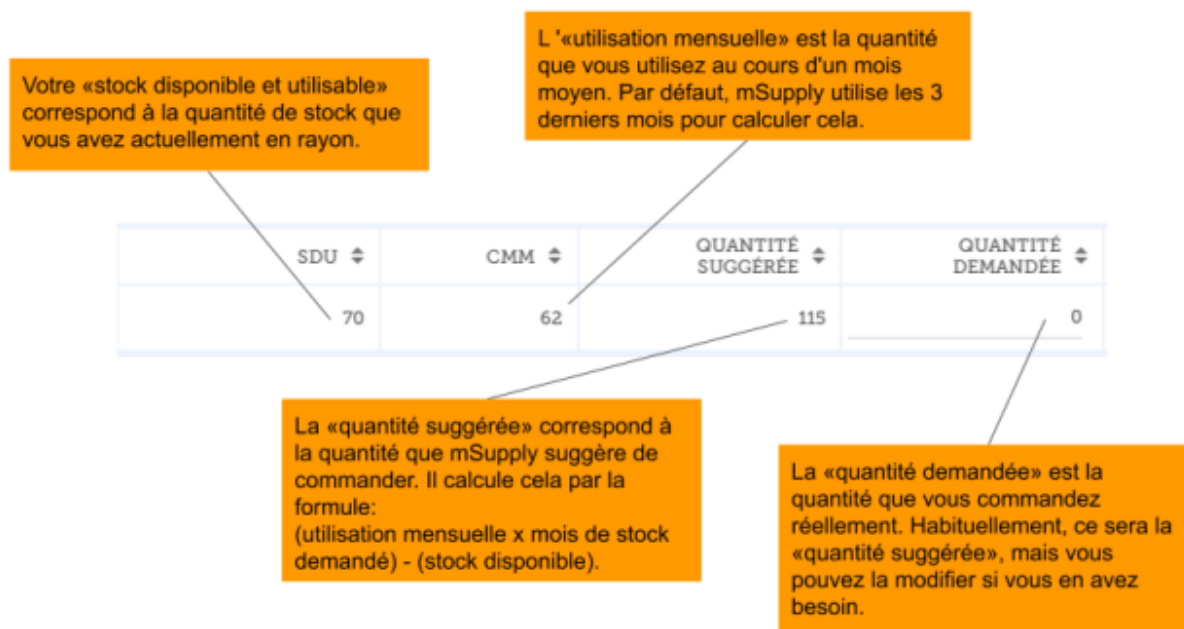 L '«utilisation mensuelle» est la quantité
que vous utilisez au cours d'un mois
moyen. Par défaut, mSupply utilise les 3
derniers mois pour calculer cela.
Votre «stock disponible et utilisable»
correspond à la quantité de stock que
vous avez actuellement en rayon.
SDU CMM QUANTITÉ SUGGÉRÉE QUANTITÉ DEMANDÉE
70 62 115 0
La «quantité suggérée» correspond à
la quantité que mSupply suggère de
commander. Il calcule cela par la
formule:
(utilisation mensuelle x mois de stock
demandé) - (stock disponible).
La «quantité demandée» est la
quantité que vous commandez
réellement. Habituellement, ce sera la
«quantité suggérée», mais vous
pouvez la modifier si vous en avez
besoin.